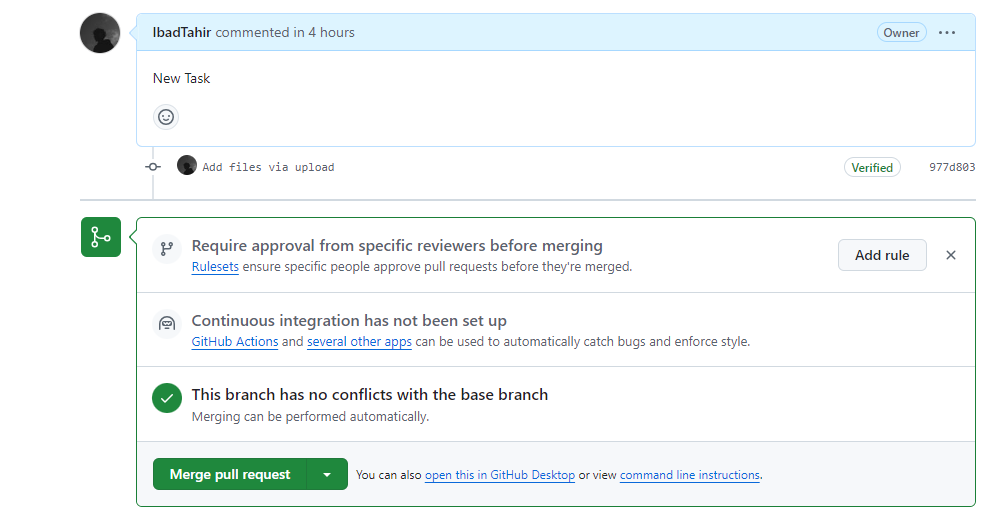 IbadTahir commented in 4 hours Owner
New Task
Add files via upload Verified 977d803
Require approval from specific reviewers before merging
Rulesets ensure specific people approve pull requests before they're merged.
Add rule
Continuous integration has not been set up
GitHub Actions and several other apps can be used to automatically catch bugs and enforce style.
This branch has no conflicts with the base branch
Merging can be performed automatically.
Merge pull request You can also open this in GitHub Desktop or view command line instructions.